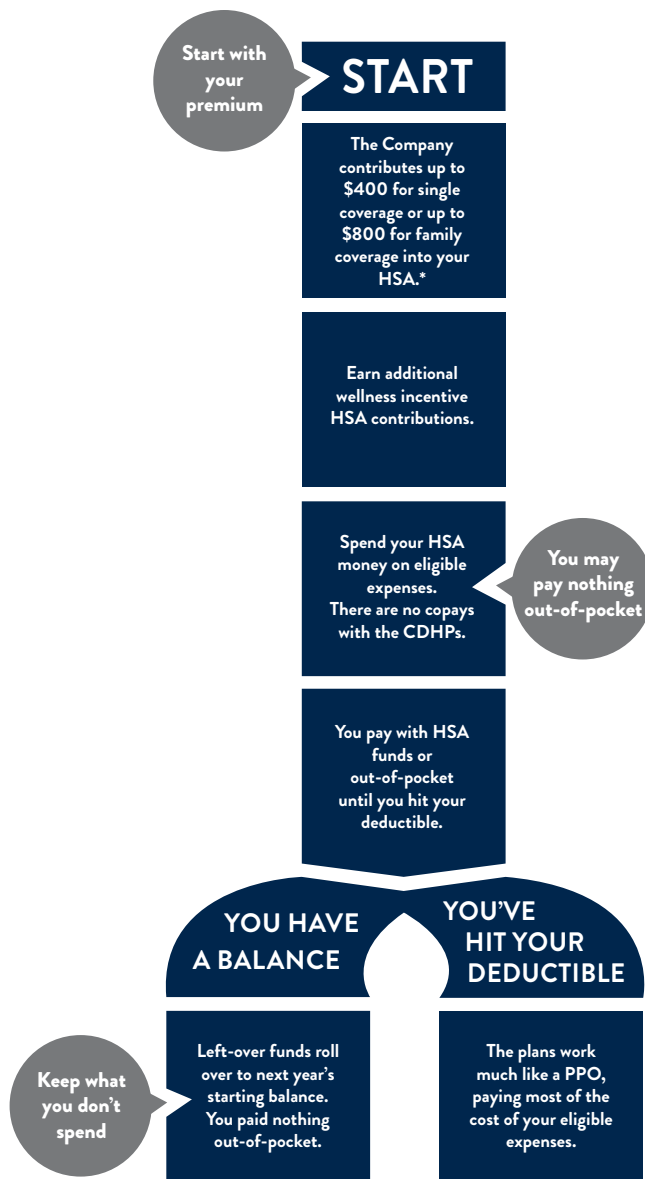 Start with
your
premium
START
The Company
contributes up to
$400 for single
coverage or up to
$800 for family
coverage into your
HSA.*
Earn additional
wellness incentive
HSA contributions.
Spend your HSA
money on eligible
expenses.
There are no copays
with the CDHPs.
You may
pay nothing
out-of-pocket
You pay with HSA
funds or
out-of-pocket
until you hit your
deductible.
YOU HAVE
A BALANCE
YOU'VE
HIT YOUR
DEDUCTIBLE
Keep what
you don't
spend
Left-over funds roll
over to next year's
starting balance.
You paid nothing
out-of-pocket.
The plans work
much like a PPO,
paying most of the
cost of your eligible
expenses.